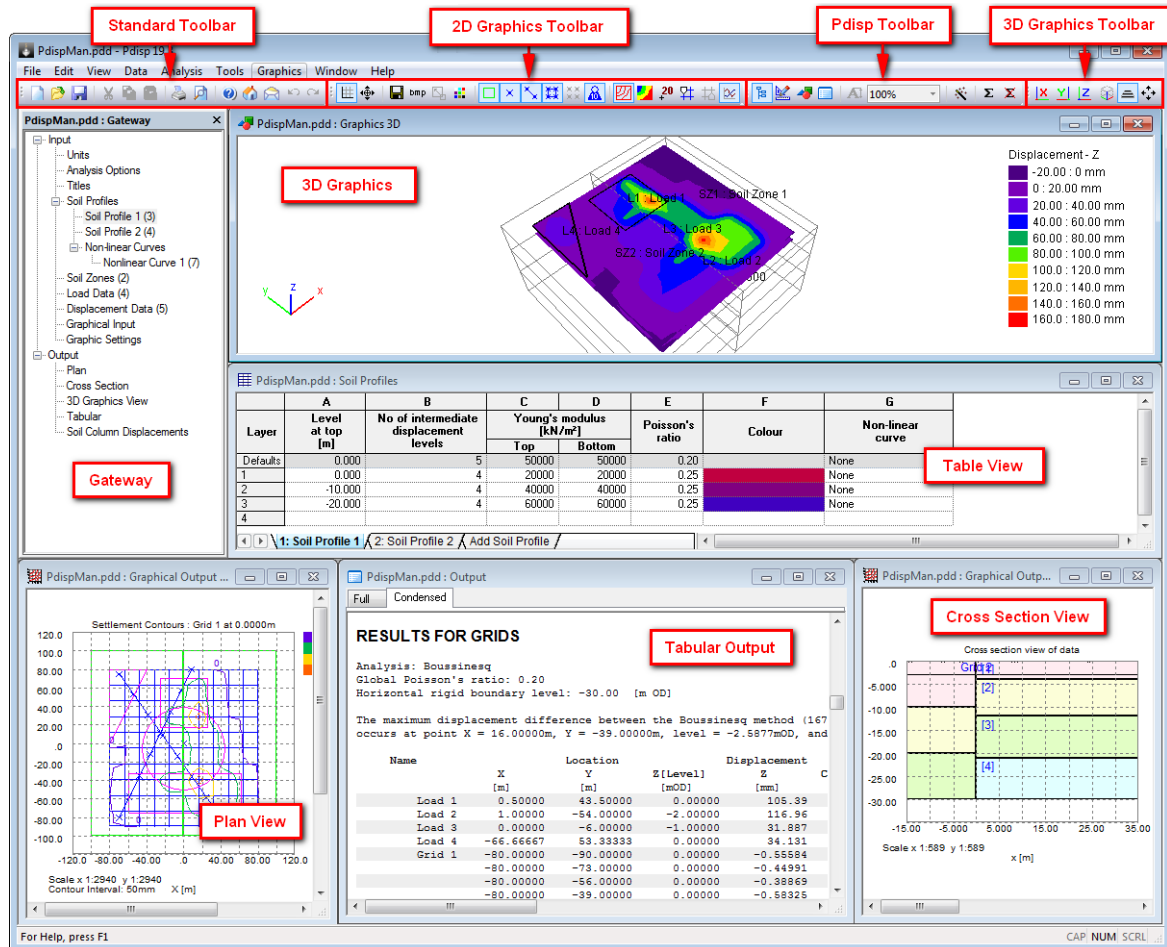 Standard Toolbar
2D Graphics Toolbar
Pdisp Toolbar
3D Graphics Toolbar
PdispMan.pdd - Pdisp 19.
File Edit View Data Analysis Tools Graphics Window Help
bmp +20 A 100% Σ Σ X Y Z
PdispMan.pdd : Gateway
Input
Units
Analysis Options
Titles
Soil Profiles
Soil Profile 1 (3)
Soil Profile 2 (4)
Non-linear Curves
Nonlinear Curve 1 (7)
Soil Zones (2)
Load Data (4)
Displacement Data (5)
Graphical Input
Graphic Settings
Output
Plan
Cross Section
3D Graphics View
Tabular
Soil Column Displacements
Gateway
PdispMan.pdd : Graphics 3D
3D Graphics
L1 : Load 1
SZ1 : Soil Zone 1
L4 : Load 4
L3 : Load 3
SZ2 : Soil Zone 2
Load 2
z
y
x
Displacement - Z
-20.00 : 0 mm
0 : 20.00 mm
20.00 : 40.00 mm
40.00 : 60.00 mm
60.00 : 80.00 mm
80.00 : 100.0 mm
100.0 : 120.0 mm
120.0 : 140.0 mm
140.0 : 160.0 mm
160.0 : 180.0 mm
PdispMan.pdd : Soil Profiles
A B C D E F G
Layer Level at top [m] No of intermediate displacement levels Young's modulus [kN/m²] Poisson's ratio Colour Non-linear curve
Top Bottom
Defaults 0.000 5 50000 50000 0.20 None
1 0.000 4 20000 20000 0.25 None
2 -10.000 4 40000 40000 0.25 None
3 -20.000 4 60000 60000 0.25 None
4
Table View
1: Soil Profile 1 2: Soil Profile 2 Add Soil Profile
PdispMan.pdd : Graphical Output ...
Settlement Contours : Grid 1 at 0.0000m
120.0
100.0
80.00
60.00
40.00
20.00
.0
-20.00
-40.00
-60.00
-80.00
-100.0
-120.0 -80.00 -40.00 .0 40.00 80.00 120.0
Scale x 1:2940 y 1:2940
Contour Interval: 50mm X [m]
Plan View
PdispMan.pdd : Output
Full Condensed
RESULTS FOR GRIDS
Tabular Output
Analysis: Boussinesq
Global Poisson's ratio: 0.20
Horizontal rigid boundary level: -30.00 [m OD]
The maximum displacement difference between the Boussinesq method (167
occurs at point X = 16.00000m, Y = -39.00000m, level = -2.5877mOD, and
Name Location Displacement
X Y Z[Level] Z C
[m] [m] [mOD] [mm]
Load 1 0.50000 43.50000 0.00000 105.39
Load 2 1.00000 -54.00000 -2.00000 116.96
Load 3 0.00000 -6.00000 -1.00000 31.887
Load 4 -66.66667 53.33333 0.00000 34.131
Grid 1 -80.00000 -90.00000 0.00000 -0.55584
-80.00000 -73.00000 0.00000 -0.44991
-80.00000 -56.00000 0.00000 -0.38869
-80.00000 -39.00000 0.00000 -0.58325
PdispMan.pdd : Graphical Outp...
Cross Section View
Cross section view of data
.0
-5.000
-10.00
-15.00
-20.00
-25.00
-30.00
Grid 2
[2]
[3]
[4]
-15.00 -5.000 5.000 15.00 25.00 35.00
Scale x 1:589 y 1:589
x [m]
For Help, press F1
CAP NUM SCRL